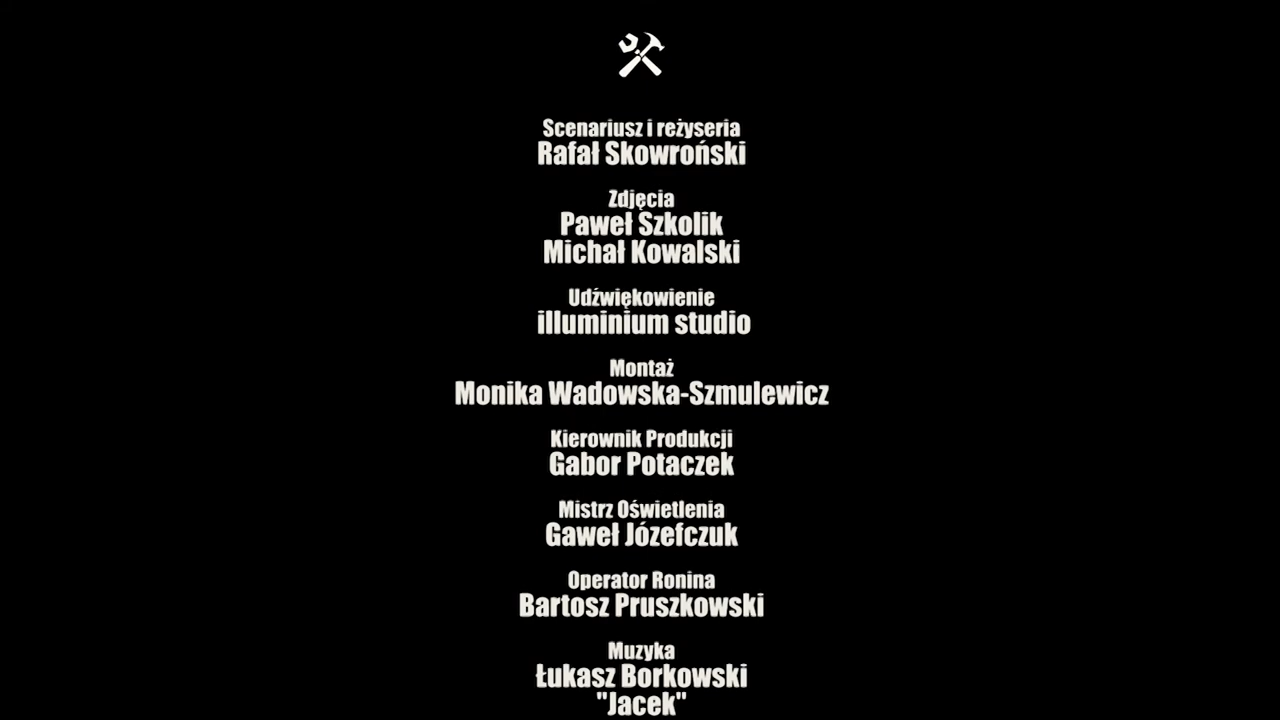 Scenariusz i reżyseria
Rafał Skowroński
Zdjęcia
Paweł Szkolik
Michał Kowalski
Udźwiękowienie
illuminium studio
Montaż
Monika Wadowska-Szmulewicz
Kierownik Produkcji
Gabor Potaczek
Mistrz Oświetlenia
Gaweł Józefczuk
Operator Ronina
Bartosz Pruszkowski
Muzyka
Łukasz Borkowski
"Jacek"